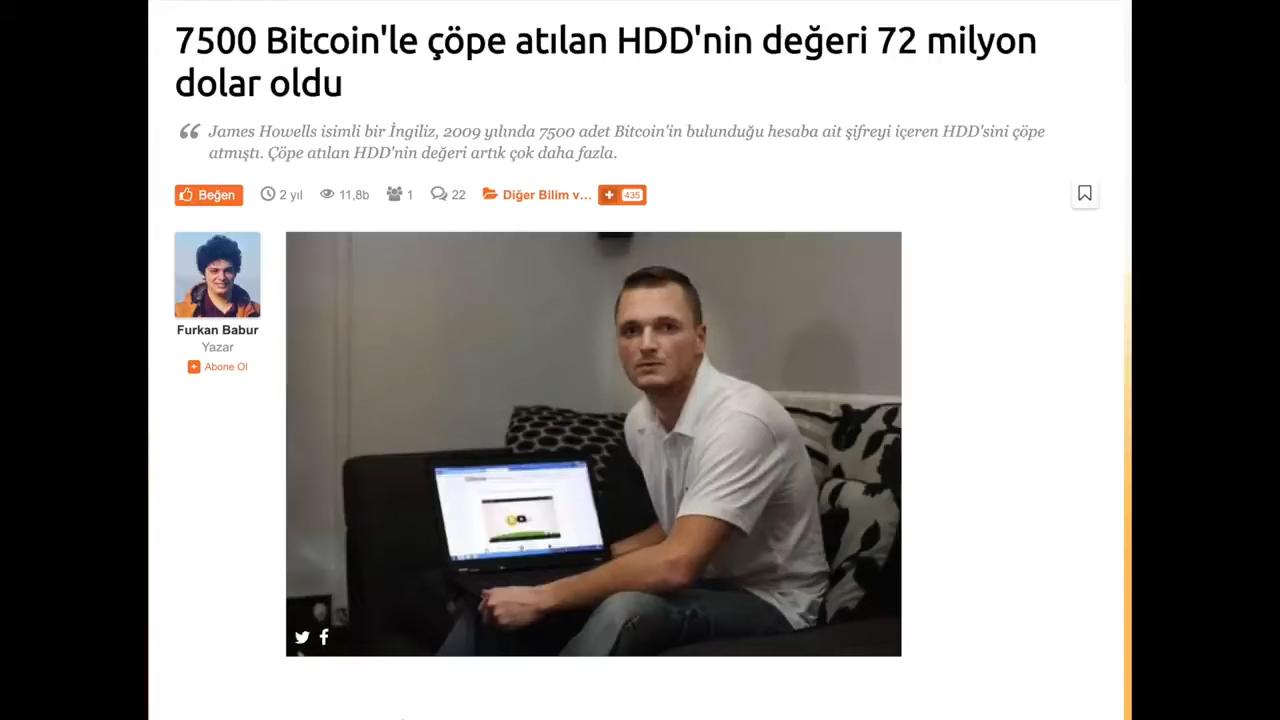 7500 Bitcoin'le çöpe atılan HDD'nin değeri 72 milyon
dolar oldu
James Howells isimli bir İngiliz, 2009 yılında 7500 adet Bitcoin'in bulunduğu hesaba ait şifreyi içeren HDD'sini çöpe
atmıştı. Çöpe atılan HDD'nin değeri artık çok daha fazla.
Beğen 2 yıl 11,8b 1 22 Diğer Bilim v... + 435
Furkan Babur
Yazar
+ Abone Ol